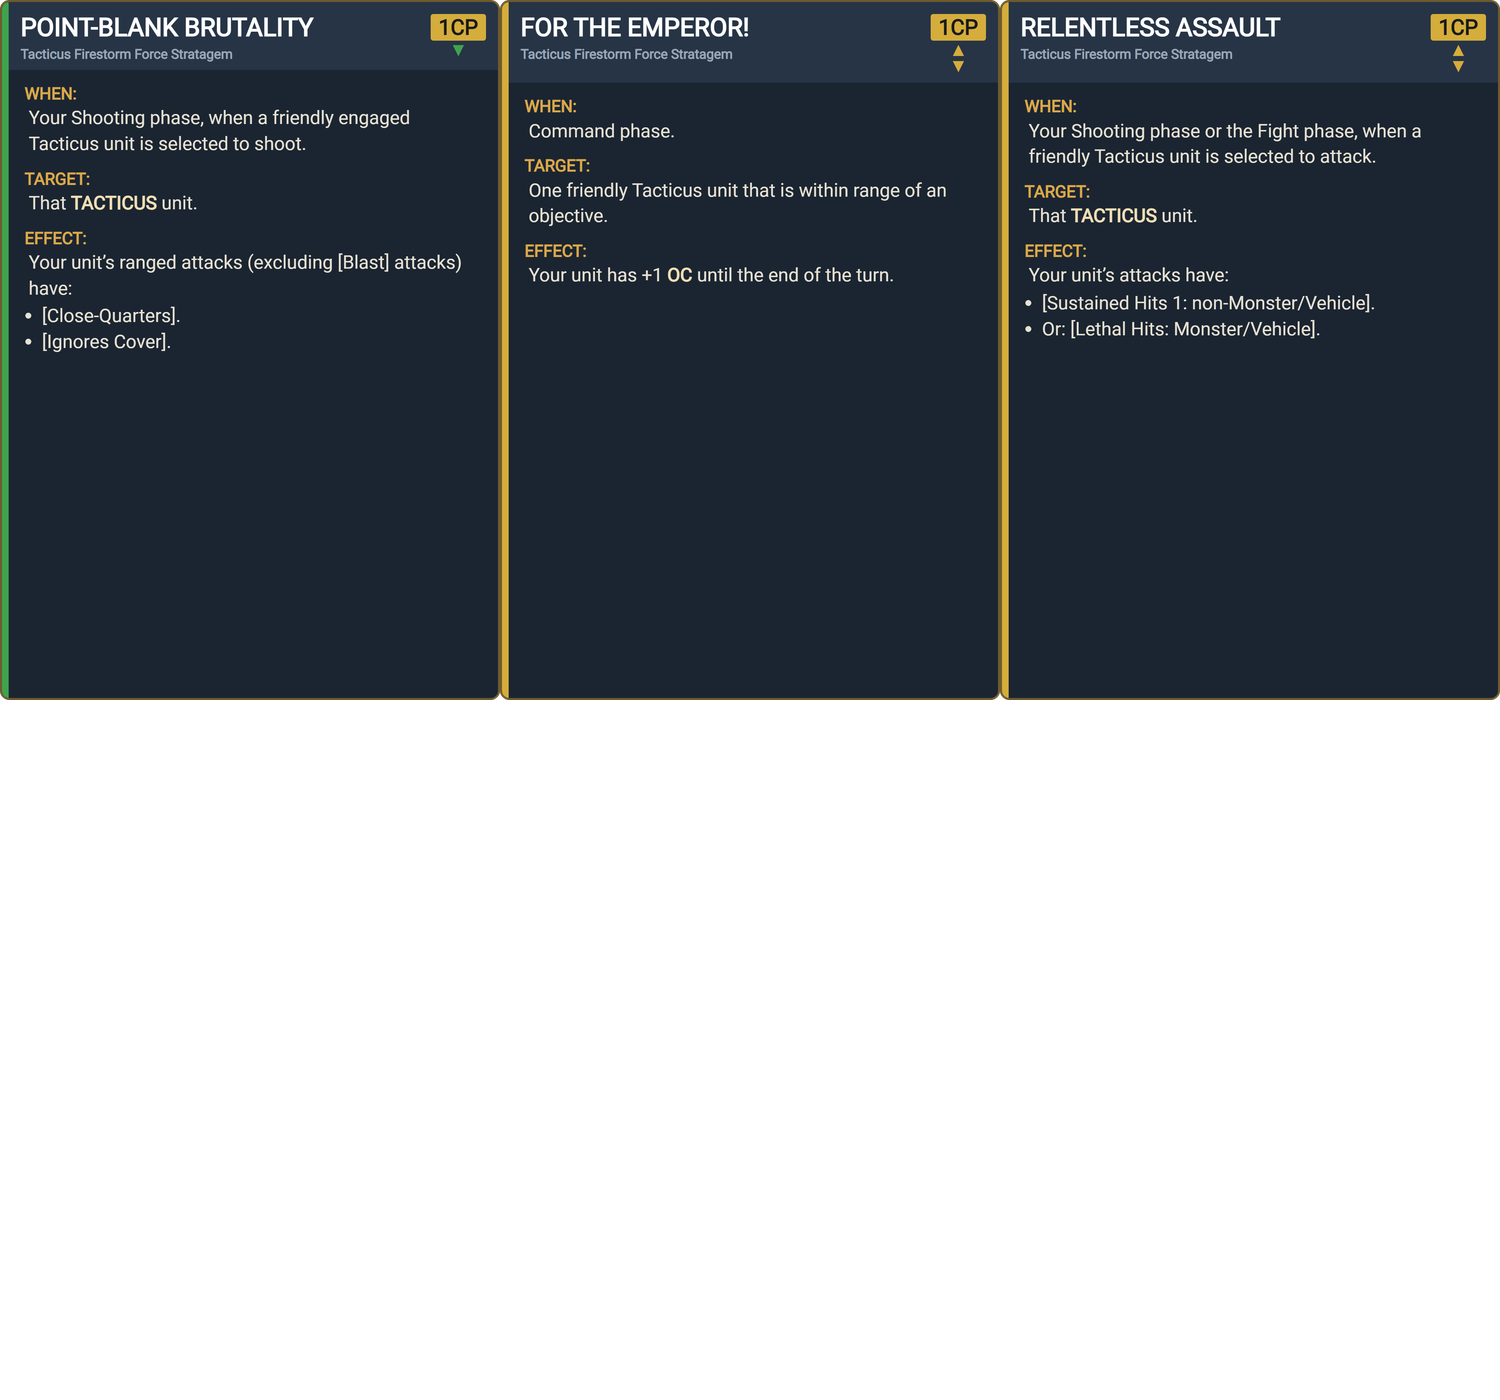 POINT-BLANK BRUTALITY
1CP
Tacticus Firestorm Force Stratagem
WHEN:
Your Shooting phase, when a friendly engaged
Tacticus unit is selected to shoot.
TARGET:
That TACTICUS unit.
EFFECT:
Your unit’s ranged attacks (excluding [Blast] attacks)
have:
• [Close-Quarters].
• [Ignores Cover].
FOR THE EMPEROR!
1CP
Tacticus Firestorm Force Stratagem
WHEN:
Command phase.
TARGET:
One friendly Tacticus unit that is within range of an
objective.
EFFECT:
Your unit has +1 OC until the end of the turn.
RELENTLESS ASSAULT
1CP
Tacticus Firestorm Force Stratagem
WHEN:
Your Shooting phase or the Fight phase, when a
friendly Tacticus unit is selected to attack.
TARGET:
That TACTICUS unit.
EFFECT:
Your unit’s attacks have:
• [Sustained Hits 1: non-Monster/Vehicle].
• Or: [Lethal Hits: Monster/Vehicle].